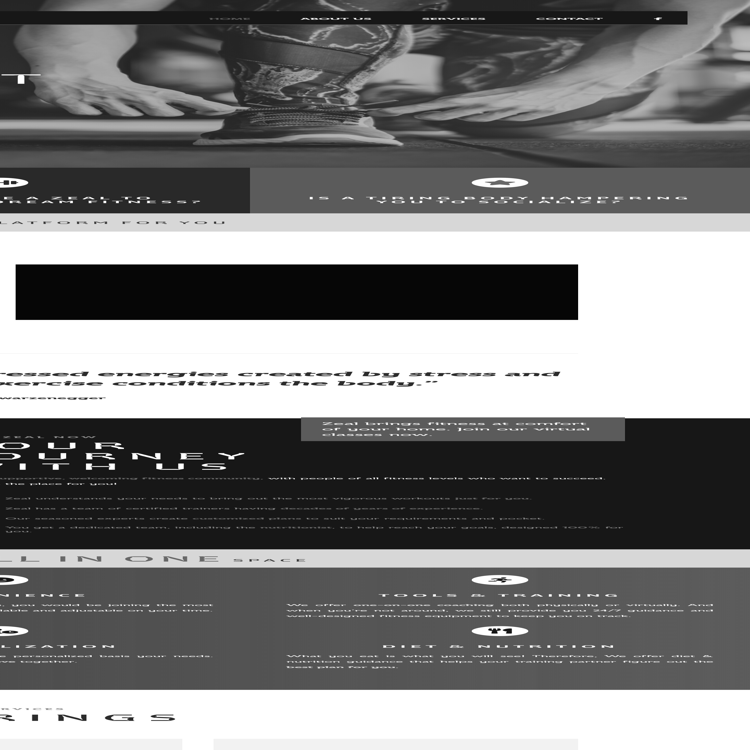 HOME ABOUT US SERVICES CONTACT f
T
E A ZEAL TO
REAM FITNESS?
IS A TIRING BODY HAMPERING
YOU TO SOCIALIZE?
LATFORM FOR YOU
ressed energies created by stress and
xercise conditions the body.”
warzenegger
Zeal brings fitness at comfort
of your home. Join our virtual
classes now.
ZEAL NOW
OUR
OURNEY
ITH US
upportive, welcoming fitness community, with people of all fitness levels who want to succeed.
the place for you!
Zeal understands your needs to bring out the most vigorous workouts just for you.
Zeal has a team of certified trainers having decades of years of experience.
Our seasoned experts create customized plans to suit your requirements and pocket.
You get a dedicated team, including the nutritionist, to help reach your goals, designed 100% for
you.
LL IN ONE SPACE
NIENCE
, you would be joining the most
dable and adjustable on your time.
TOOLS & TRAINING
We offer one-on-one coaching both physically or virtually. And
when you're not around, we still provide you 24/7 guidance and
well-designed fitness equipment to keep you on track.
LIZATION
e personalized basis your needs.
ve together.
DIET & NUTRITION
What you eat is what you will see! Therefore, We offer diet &
nutrition guidance that helps your training partner figure out the
best plan for you.
RVICES
RINGS